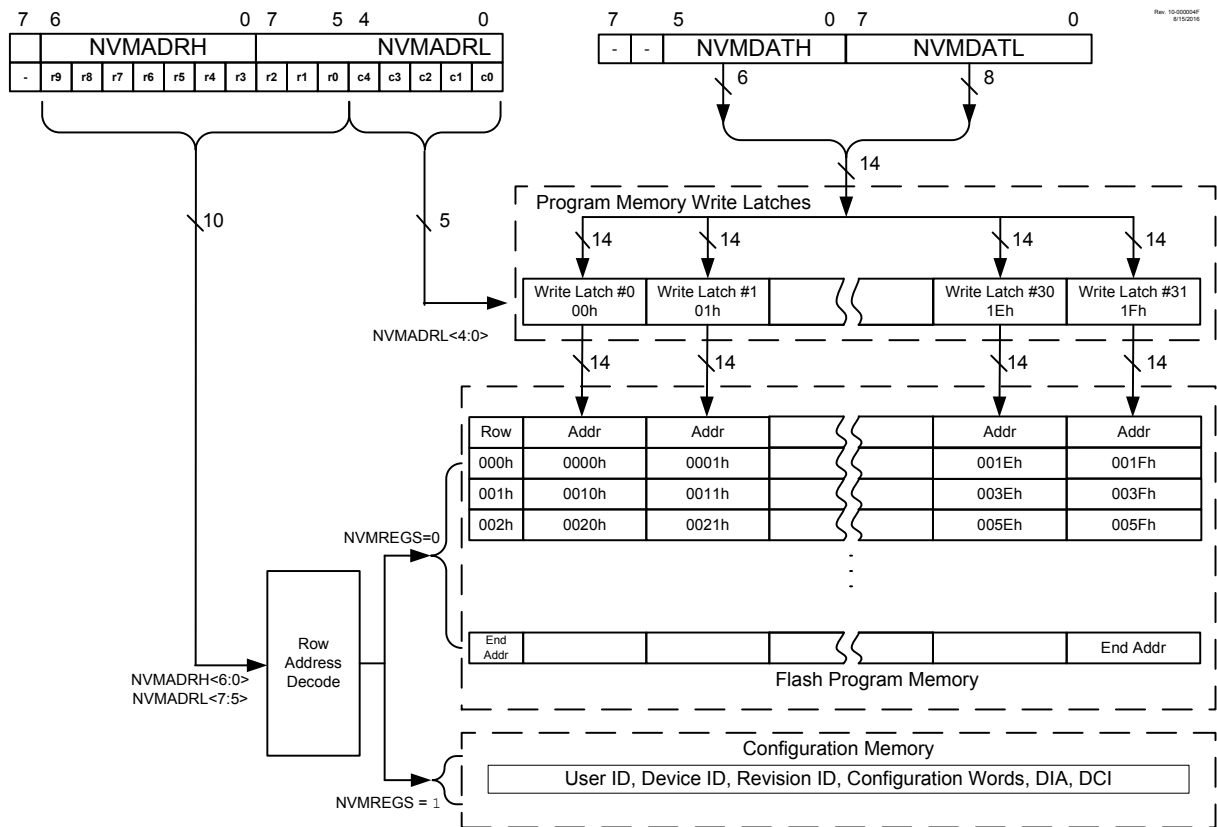 Rev. 10-000004F
8/15/2016
7 6 0 7 5 4 0
NVMADRH NVMADRL
- r9 r8 r7 r6 r5 r4 r3 r2 r1 r0 c4 c3 c2 c1 c0
7 5 0 7 0
- - NVMDATH NVMDATL
6 8
14
10 5
Program Memory Write Latches
14 14 14 14
Write Latch #0 Write Latch #1 Write Latch #30 Write Latch #31
00h 01h 1Eh 1Fh
NVMADRL<4:0>
14 14 14 14
Row Addr Addr Addr Addr
000h 0000h 0001h 001Eh 001Fh
001h 0010h 0011h 003Eh 003Fh
002h 0020h 0021h 005Eh 005Fh
NVMREGS=0
End
Addr
End Addr
Flash Program Memory
Row
Address
Decode
NVMADRH<6:0>
NVMADRL<7:5>
Configuration Memory
User ID, Device ID, Revision ID, Configuration Words, DIA, DCI
NVMREGS = 1